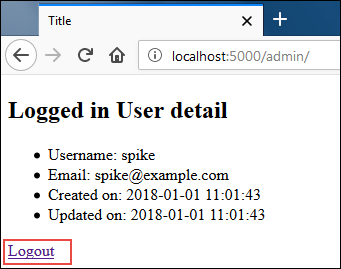 Title
localhost:5000/admin/
Logged in User detail
Username: spike
Email: spike@example.com
Created on: 2018-01-01 11:01:43
Updated on: 2018-01-01 11:01:43
Logout